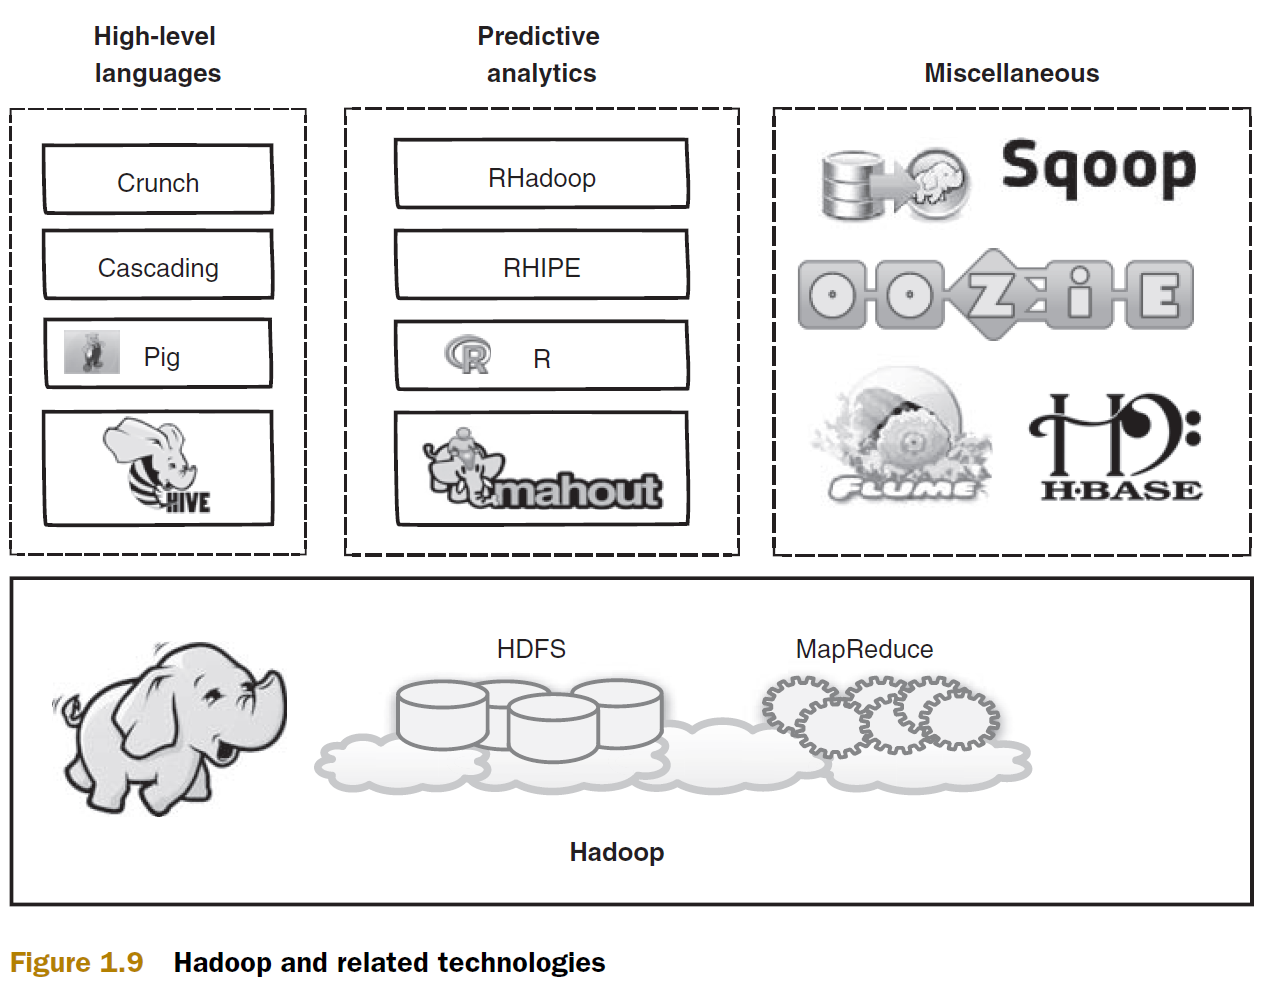 High-level
languages
Predictive
analytics
Miscellaneous
Crunch
Cascading
Pig
HIVE
RHadoop
RHIPE
R R
mahout
Sqoop
OOZiE
FLUME
H·BASE
HDFS
MapReduce
Hadoop
Figure 1.9 Hadoop and related technologies